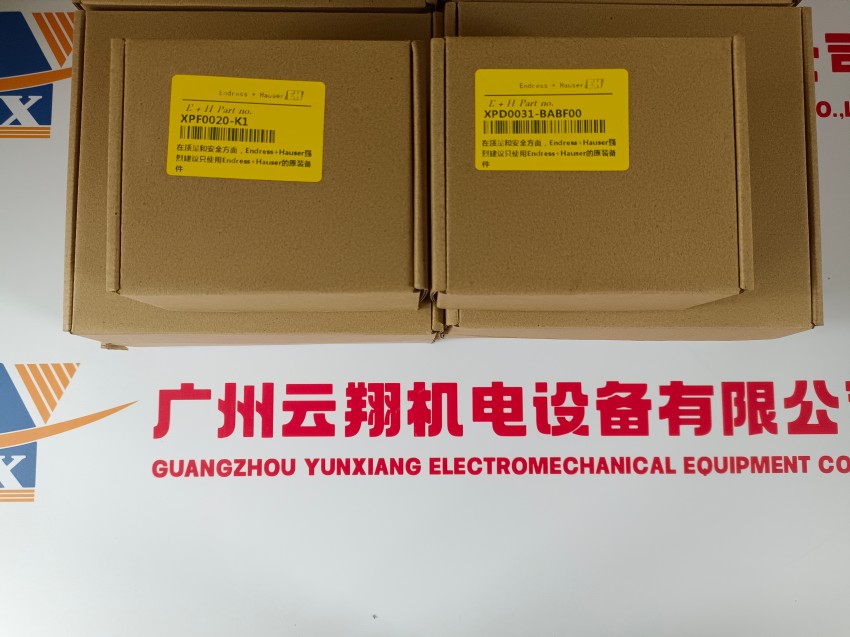 Endress + Hauser EH
E + H Part no.
XPF0020-K1
在质量和安全方面，Endress+Hauser强
烈建议只使用Endress+Hauser的原装备
件
Endress + Hauser EH
E + H Part no.
XPD0031-BABF00
在质量和安全方面，Endress+Hauser强
烈建议只使用Endress+Hauser的原装备
件
司
O.,L
X
X
广州云翔机电设备有限公
GUANGZHOU YUNXIANG ELECTROMECHANICAL EQUIPMENT CO